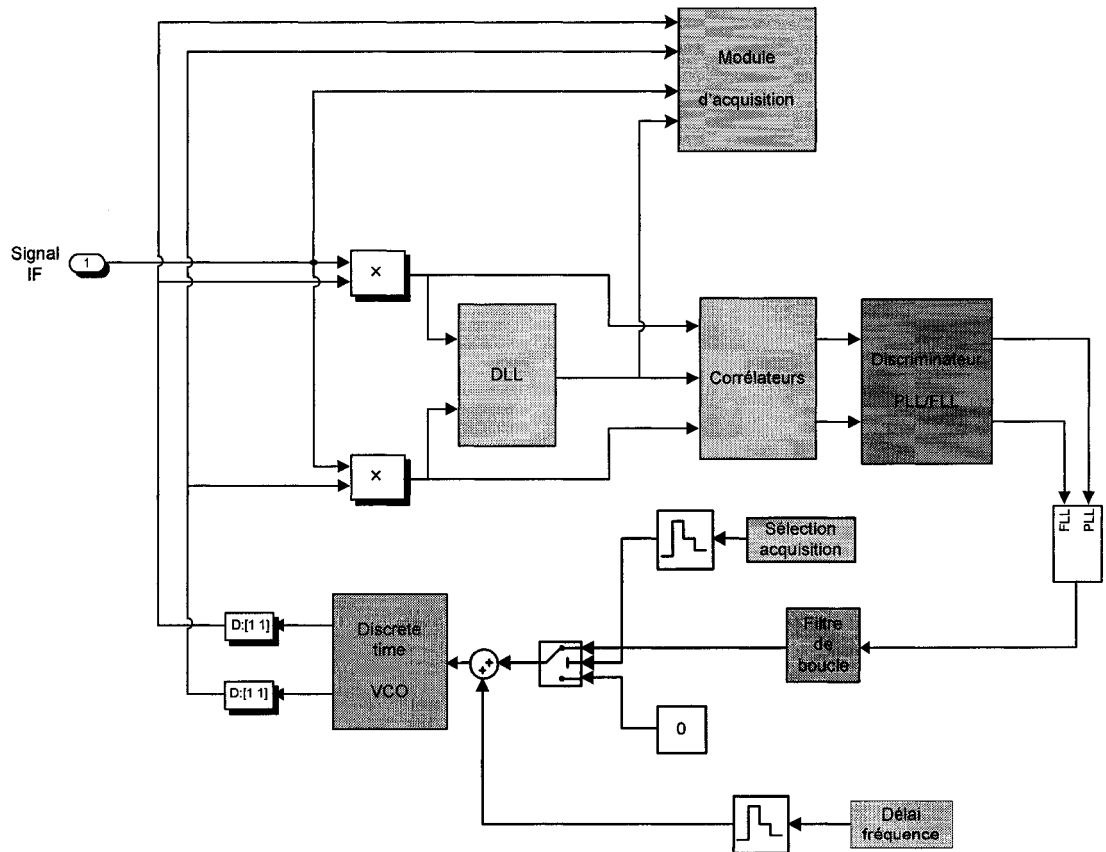 Module
d'acquisition
Signal
IF
1
×
DLL
Corrélateurs
Discriminateur
PLL/FLL
×
FLL
PLL
Sélection
acquisition
D:[1 1]
Discrete
time
VCO
Filtre
de
boucle
D:[1 1]
0
Délai
fréquence